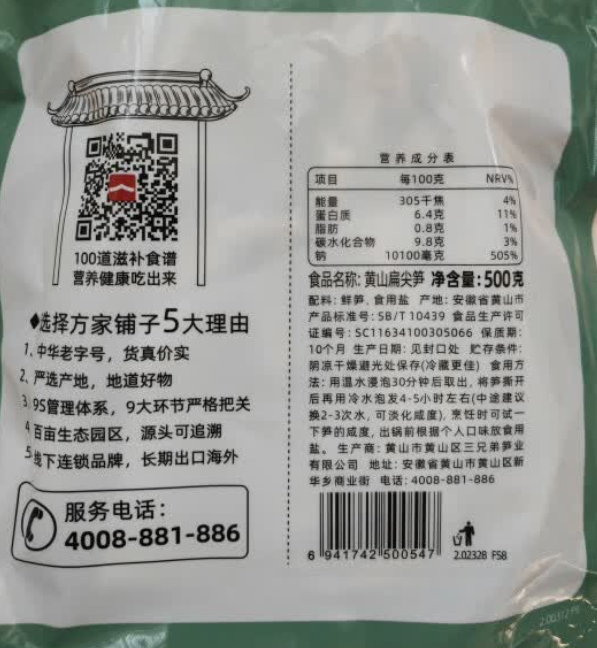 100道滋补食谱
营养健康吃出来
◆选择方家铺子5大理由
1、中华老字号，货真价实
2、严选产地，地道好物
3、9S管理体系，9大环节严格把关
4、百亩生态园区，源头可追溯
5、线下连锁品牌，长期出口海外
服务电话：
4008-881-886
营养成分表
项目 每100克 NRV%
能量 305千焦 4%
蛋白质 6.4克 11%
脂肪 0.8克 1%
碳水化合物 9.8克 3%
钠 10100毫克 505%
食品名称: 黄山扁尖笋 净含量:500克
配料: 鲜笋、食用盐 产地: 安徽省黄山市
产品标准号: SB/T 10439 食品生产许可
证编号: SC11634100305066 保质期:
10个月 生产日期: 见封口处 贮存条件:
阴凉干燥避光处保存(冷藏更佳) 食用方
法: 用温水浸泡30分钟后取出, 将笋撕开
后再用冷水泡发4-5小时左右(中途建议
换2-3次水, 可淡化咸度), 烹饪时可试一
下笋的咸度, 出锅前根据个人口味放食用
盐。 生产商: 黄山市黄山区三兄弟笋业
有限公司 地址: 安徽省黄山市黄山区新
华乡商业街 电话: 4008-881-886
6 941742 500547
2.02328 FSB